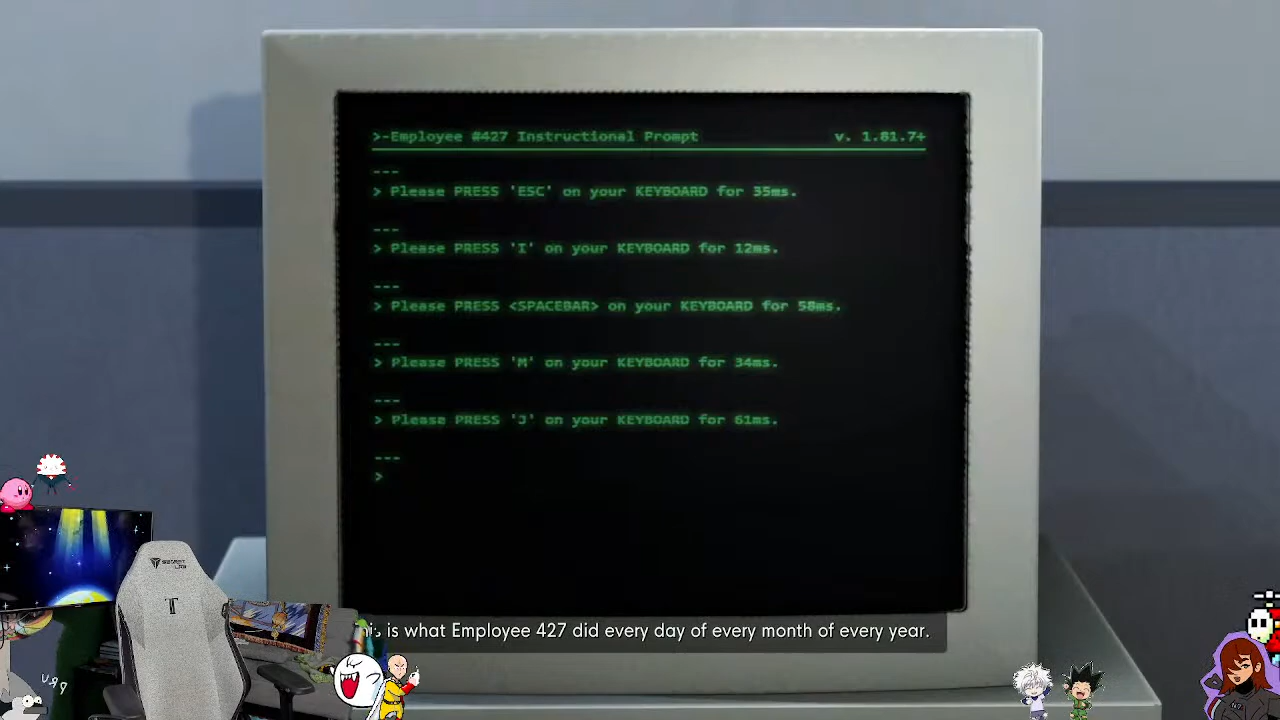 >-Employee #427 Instructional Prompt v. 1.81.7+
---
> Please PRESS 'ESC' on your KEYBOARD for 35ms.
---
> Please PRESS 'I' on your KEYBOARD for 12ms.
---
> Please PRESS <SPACEBAR> on your KEYBOARD for 58ms.
---
> Please PRESS 'M' on your KEYBOARD for 34ms.
---
> Please PRESS 'J' on your KEYBOARD for 61ms.
---
>
is is what Employee 427 did every day of every month of every year.
SECRETLAB
T